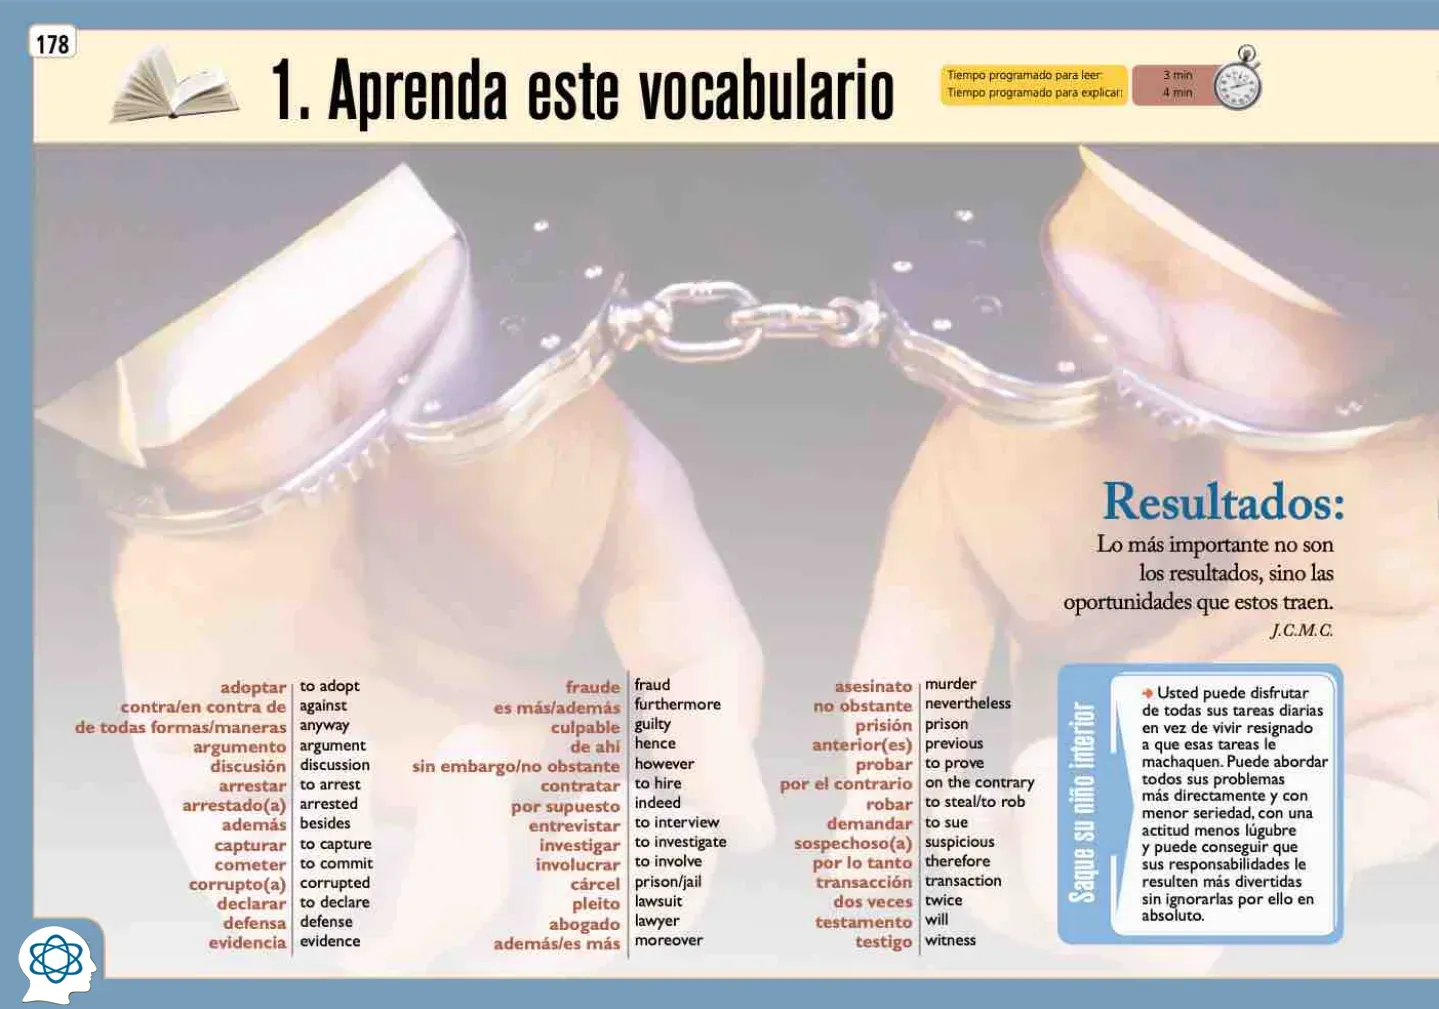 178
1. Aprenda este vocabulario
Tiempo programado para leer: 3 min
Tiempo programado para explicar: 4 min
Resultados:
Lo más importante no son
los resultados, sino las
oportunidades que estos traen.
J.C.M.C.
adoptar to adopt
contra/en contra de against
de todas formas/maneras anyway
argumento argument
discusión discussion
arrestar to arrest
arrestado(a) arrested
además besides
capturar to capture
cometer to commit
corrupto(a) corrupted
declarar to declare
defensa defense
evidencia evidence
fraude fraud
es más/además furthermore
culpable guilty
de ahí hence
sin embargo/no obstante however
contratar to hire
por supuesto indeed
entrevistar to interview
investigar to investigate
involucrar to involve
cárcel prison/jail
pleito lawsuit
abogado lawyer
además/es más moreover
asesinato murder
no obstante nevertheless
prisión prison
anterior(es) previous
probar to prove
por el contrario on the contrary
robar to steal/to rob
demandar to sue
sospechoso(a) suspicious
por lo tanto therefore
transacción transaction
dos veces twice
testamento will
testigo witness
Saque su niño interior
Usted puede disfrutar
de todas sus tareas diarias
en vez de vivir resignado
a que esas tareas le
machaquen. Puede abordar
todos sus problemas
más directamente y con
menor seriedad, con una
actitud menos lúgubre
y puede conseguir que
sus responsabilidades le
resulten más divertidas
sin ignorarlas por ello en
absoluto.